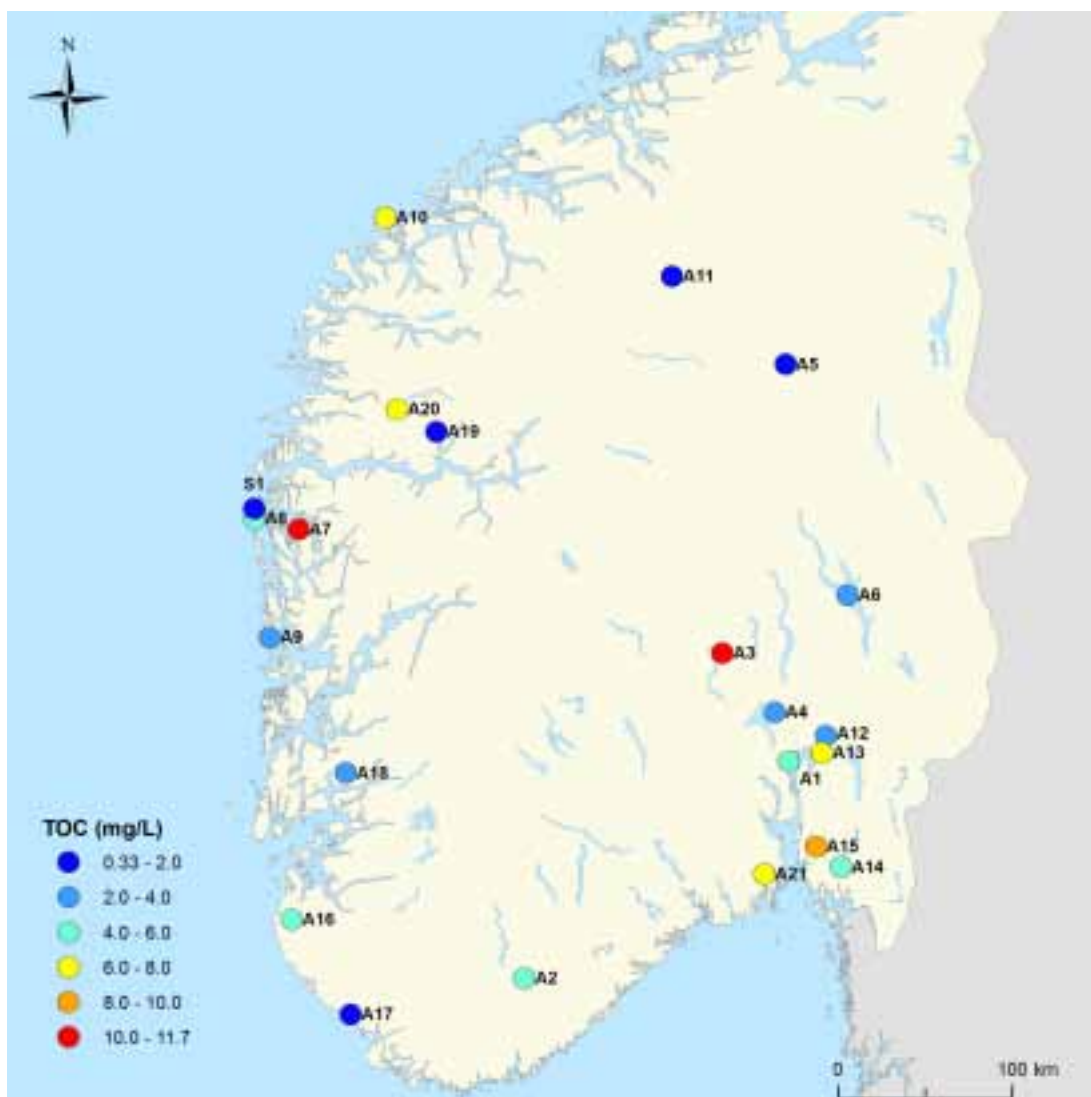 N
A10
A11
A5
A20
A19
S1
A8
A7
A6
A9
A3
A4
A12
A13
A1
A18
TOC (mg/L)
0.33 - 2.0
2.0 - 4.0
4.0 - 6.0
6.0 - 8.0
8.0 - 10.0
10.0 - 11.7
A15
A14
A21
A16
A2
A17
0 100 km